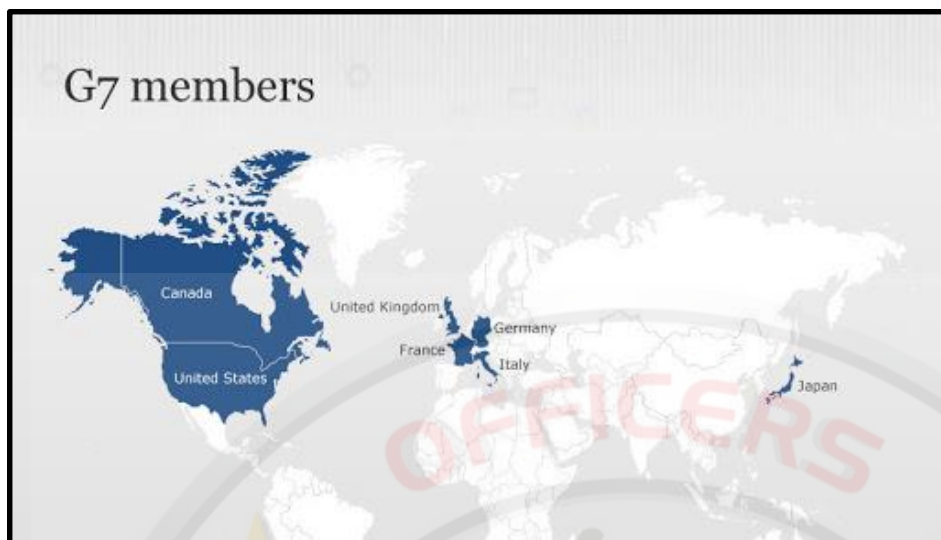 G7 members
Canada
United Kingdom
Germany
France
Italy
United States
Japan
OFFICERS